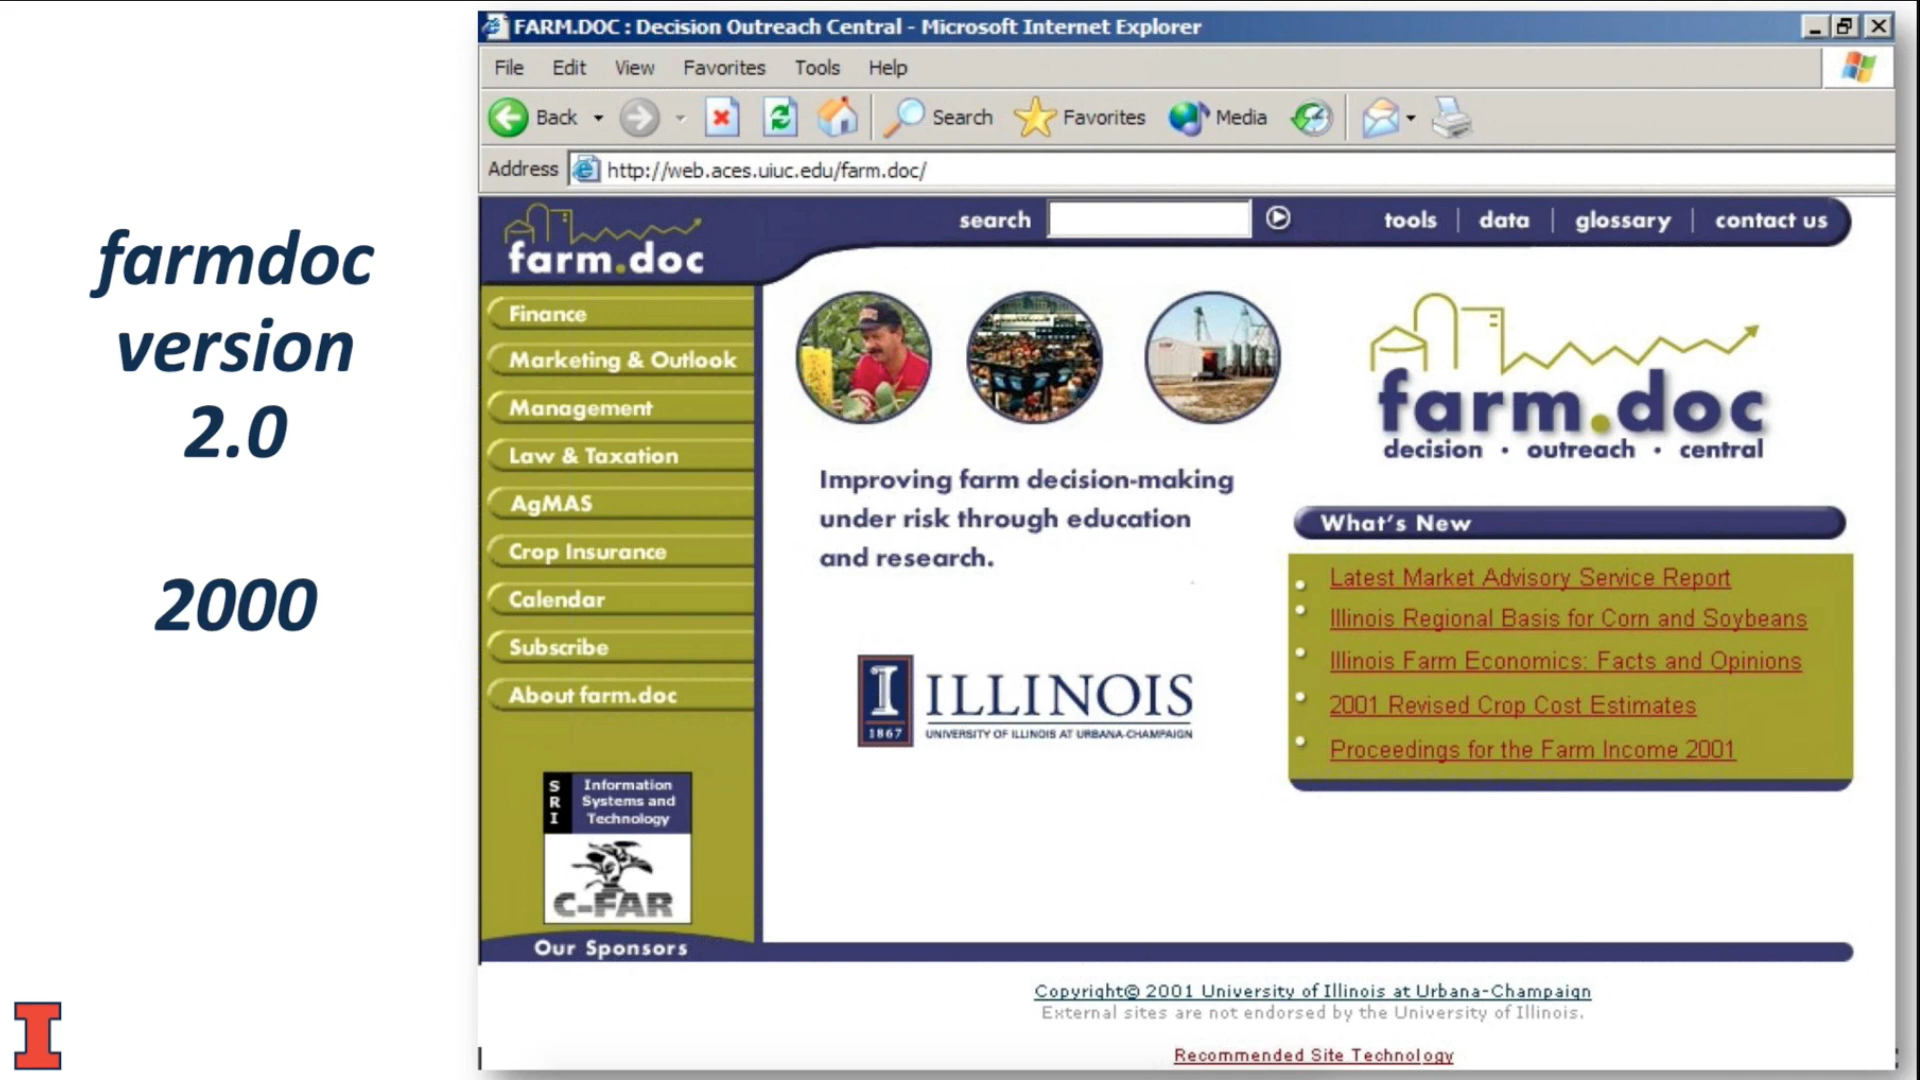 farmdoc
version
2.0
2000
FARM.DOC : Decision Outreach Central - Microsoft Internet Explorer
File Edit View Favorites Tools Help
Back Search Favorites Media
Address http://web.aces.uiuc.edu/farm.doc/
farm.doc
search tools | data | glossary | contact us
Finance
Marketing & Outlook
Management
Law & Taxation
AgMAS
Crop Insurance
Calendar
Subscribe
About farm.doc
SRI
Information
Systems and
Technology
C-FAR
Our Sponsors
Improving farm decision-making
under risk through education
and research.
I
1867
ILLINOIS
UNIVERSITY OF ILLINOIS AT URBANA-CHAMPAIGN
farm.doc
decision · outreach · central
What's New
Latest Market Advisory Service Report
Illinois Regional Basis for Corn and Soybeans
Illinois Farm Economics: Facts and Opinions
2001 Revised Crop Cost Estimates
Proceedings for the Farm Income 2001
Copyright© 2001 University of Illinois at Urbana-Champaign
External sites are not endorsed by the University of Illinois.
Recommended Site Technology
I